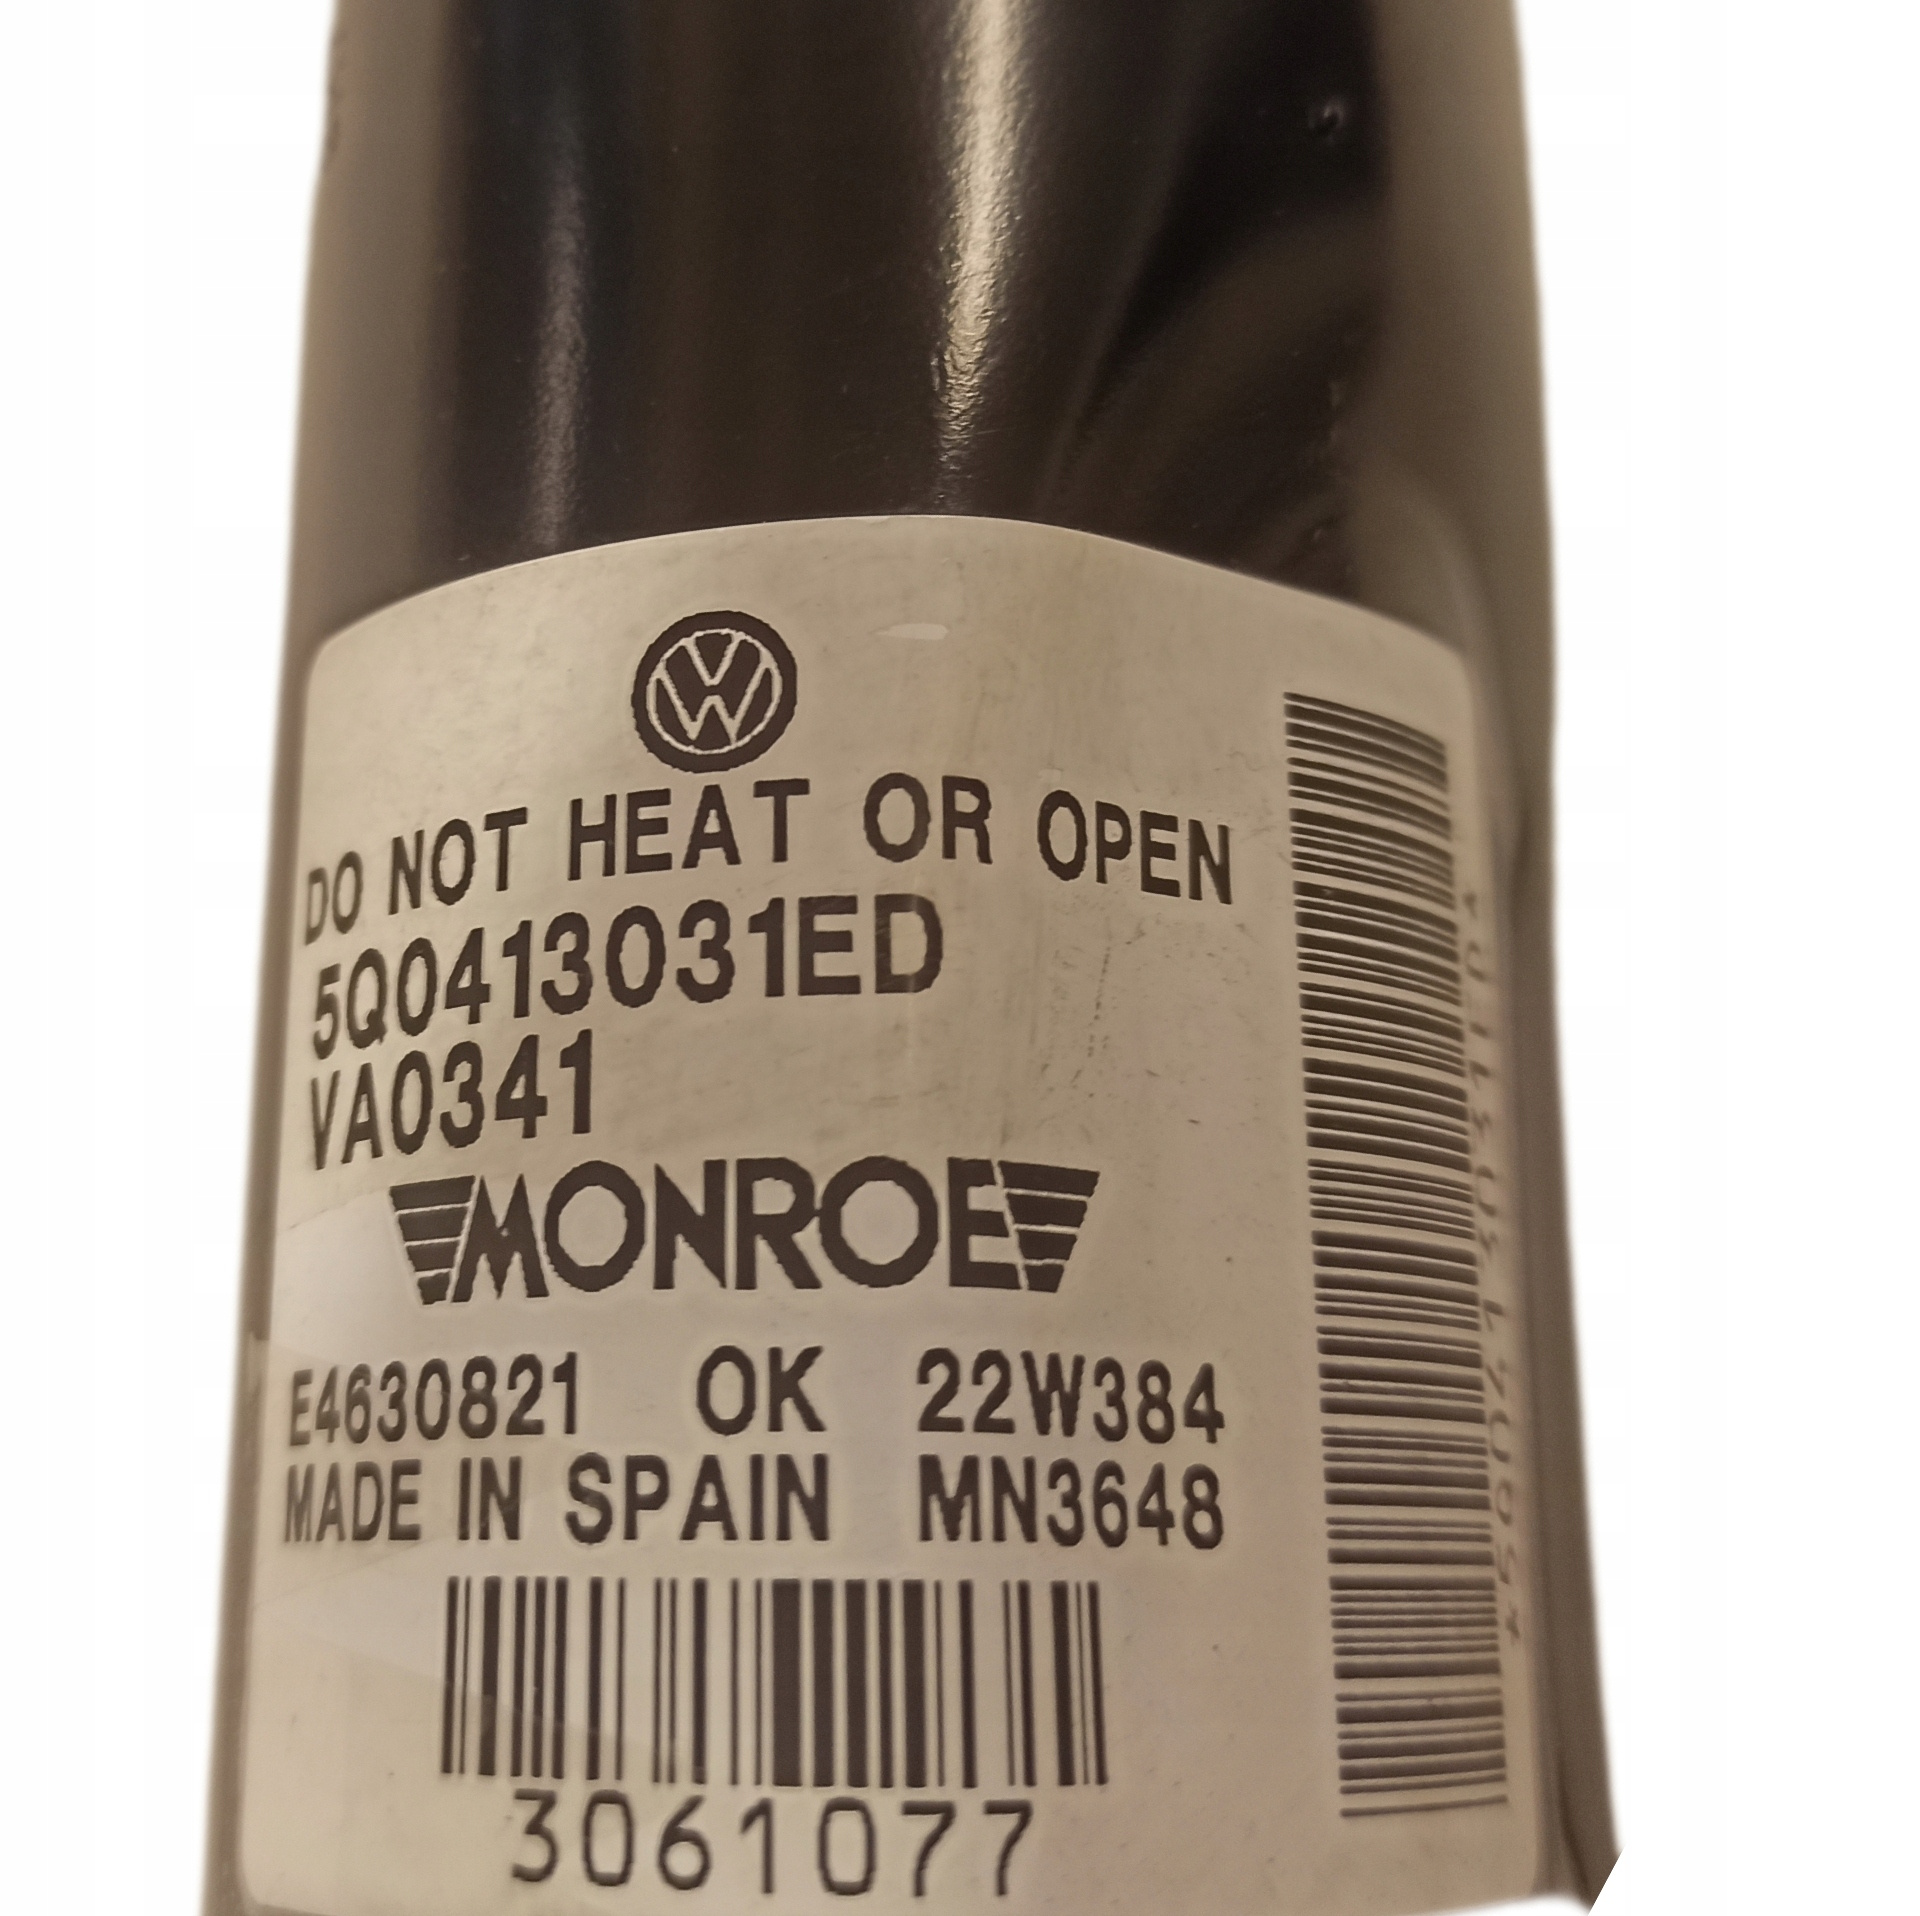 DO NOT HEAT OR OPEN
5Q0413031ED
VA0341
MONROE
E4630821 OK 22W384
MADE IN SPAIN MN3648
3061077